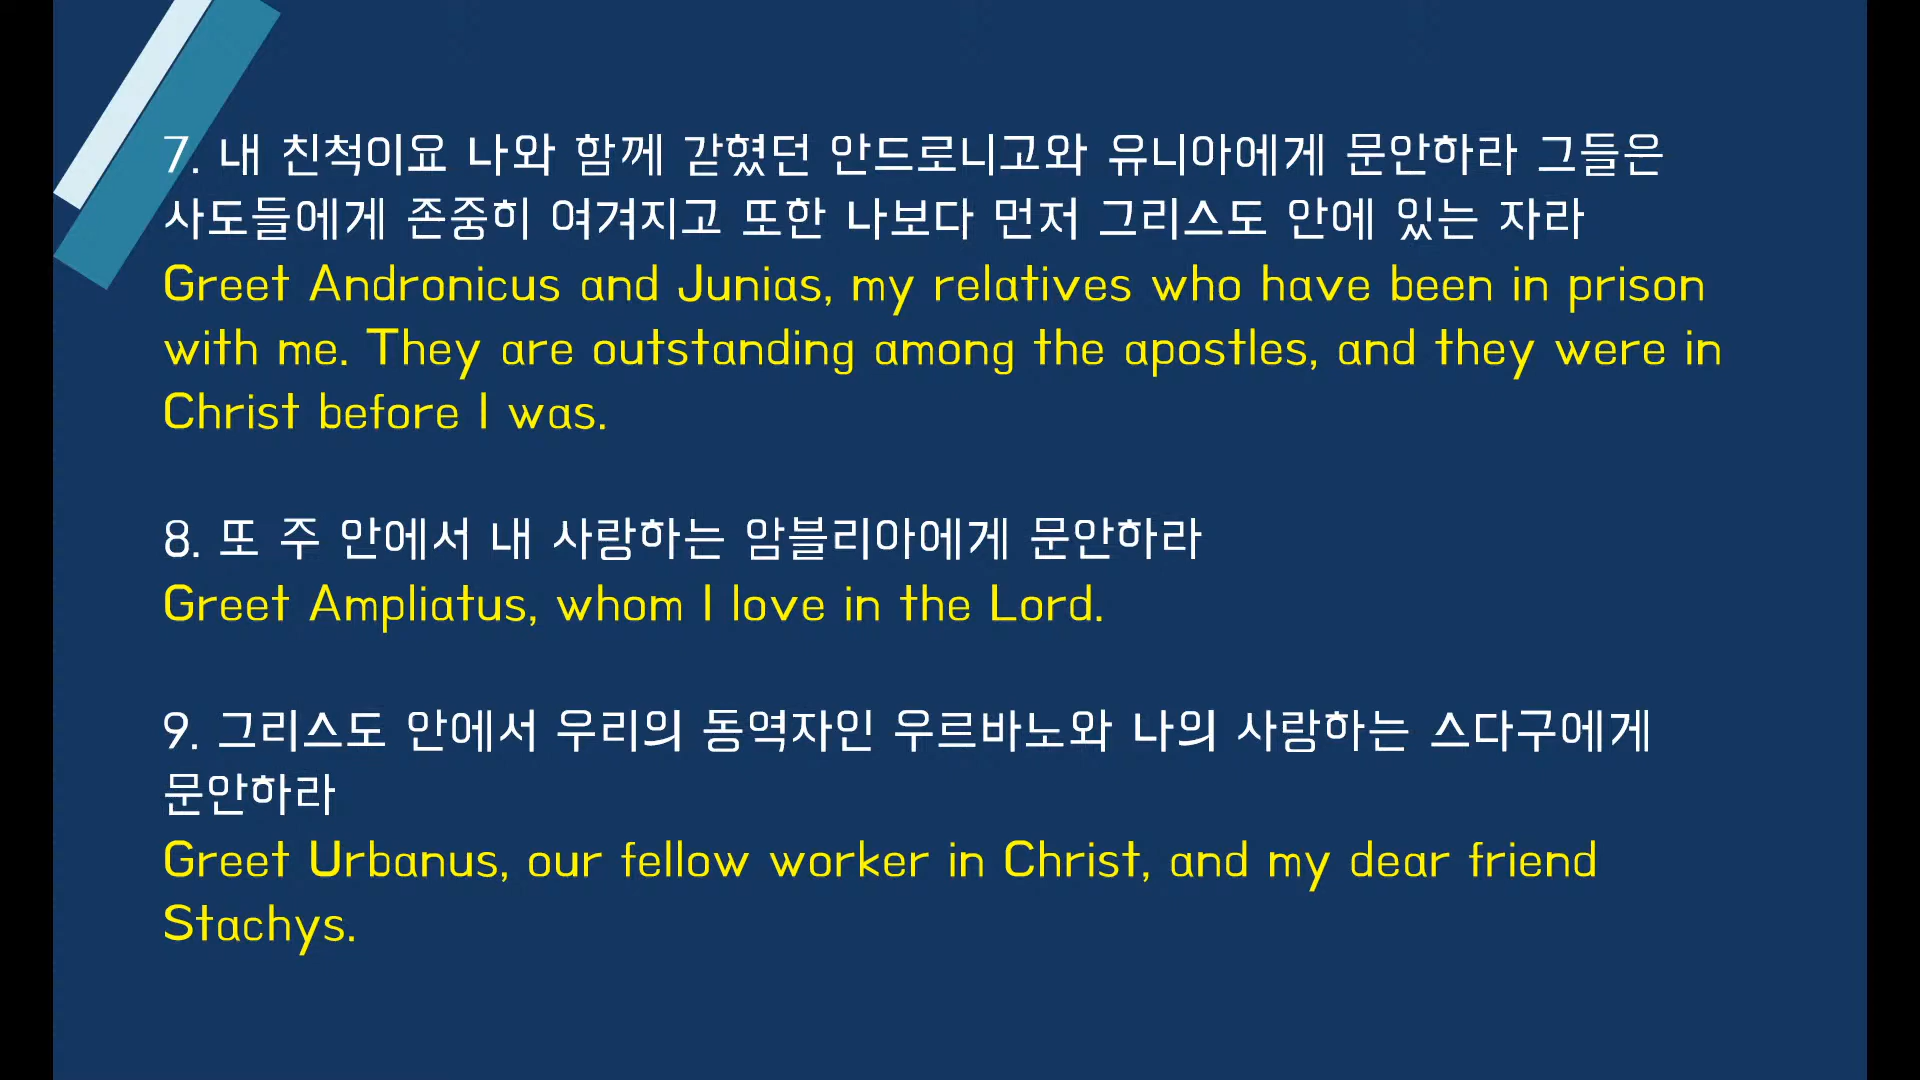 7. 내 친척이요 나와 함께 갇혔던 안드로니고와 유니아에게 문안하라 그들은
사도들에게 존중히 여겨지고 또한 나보다 먼저 그리스도 안에 있는 자라
Greet Andronicus and Junias, my relatives who have been in prison
with me. They are outstanding among the apostles, and they were in
Christ before I was.
8. 또 주 안에서 내 사랑하는 암블리아에게 문안하라
Greet Ampliatus, whom I love in the Lord.
9. 그리스도 안에서 우리의 동역자인 우르바노와 나의 사랑하는 스다구에게
문안하라
Greet Urbanus, our fellow worker in Christ, and my dear friend
Stachys.